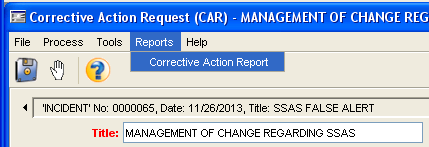 Corrective Action Request (CAR) - MANAGEMENT OF CHANGE REG
File Process Tools Reports Help
Corrective Action Report
'INCIDENT' No: 0000065, Date: 11/26/2013, Title: SSAS FALSE ALERT
Title: MANAGEMENT OF CHANGE REGARDING SSAS